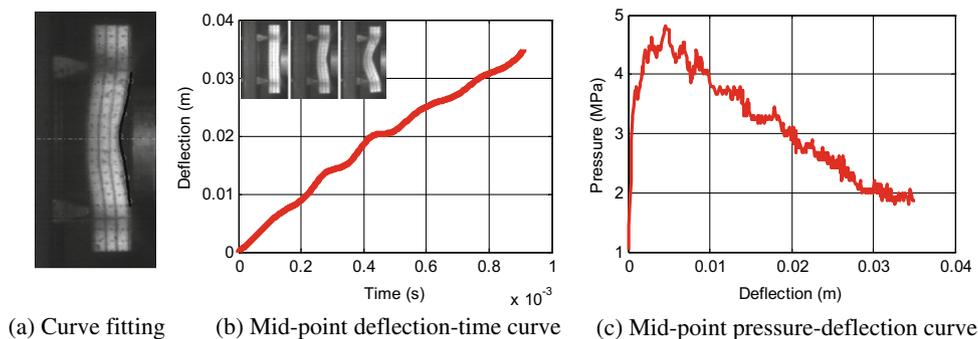 0.04
0.03
0.02
0.01
0
Deflection (m)
0 0.2 0.4 0.6 0.8 1
Time (s)
x 10⁻³
5
4
3
2
1
Pressure (MPa)
0 0.01 0.02 0.03 0.04
Deflection (m)
(a) Curve fitting
(b) Mid-point deflection-time curve
(c) Mid-point pressure-deflection curve